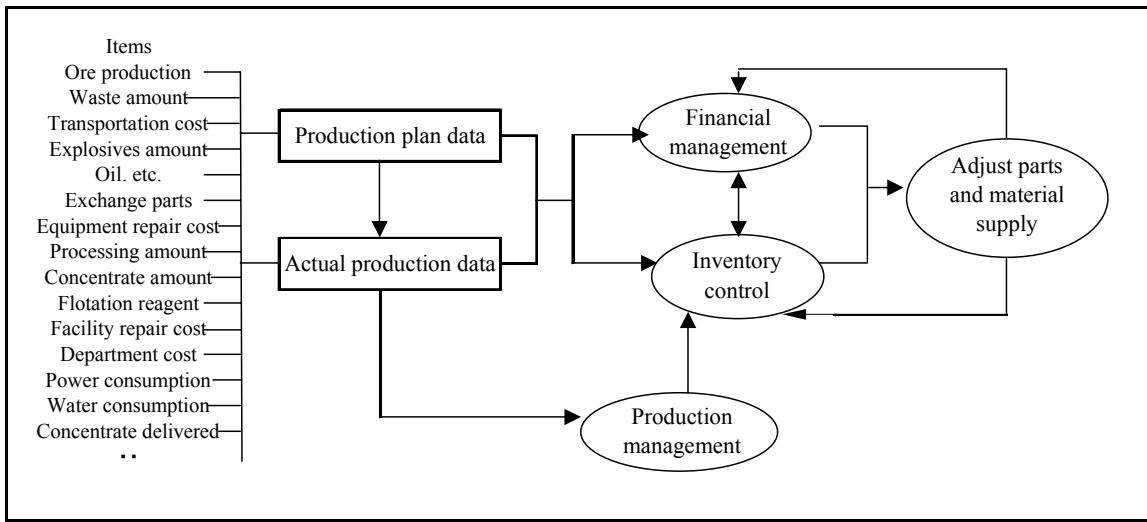 Items
Ore production
Waste amount
Transportation cost
Explosives amount
Oil. etc.
Exchange parts
Equipment repair cost
Processing amount
Concentrate amount
Flotation reagent
Facility repair cost
Department cost
Power consumption
Water consumption
Concentrate delivered
. .
Production plan data
Actual production data
Financial
management
Inventory
control
Production
management
Adjust parts
and material
supply